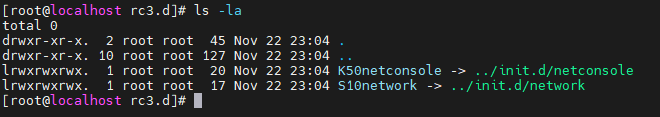 [root@localhost rc3.d]# ls -la
total 0
drwxr-xr-x.  2 root root  45 Nov 22 23:04 .
drwxr-xr-x. 10 root root 127 Nov 22 23:04 ..
lrwxrwxrwx.  1 root root  20 Nov 22 23:04 K50netconsole -> ../init.d/netconsole
lrwxrwxrwx.  1 root root  17 Nov 22 23:04 S10network -> ../init.d/network
[root@localhost rc3.d]#